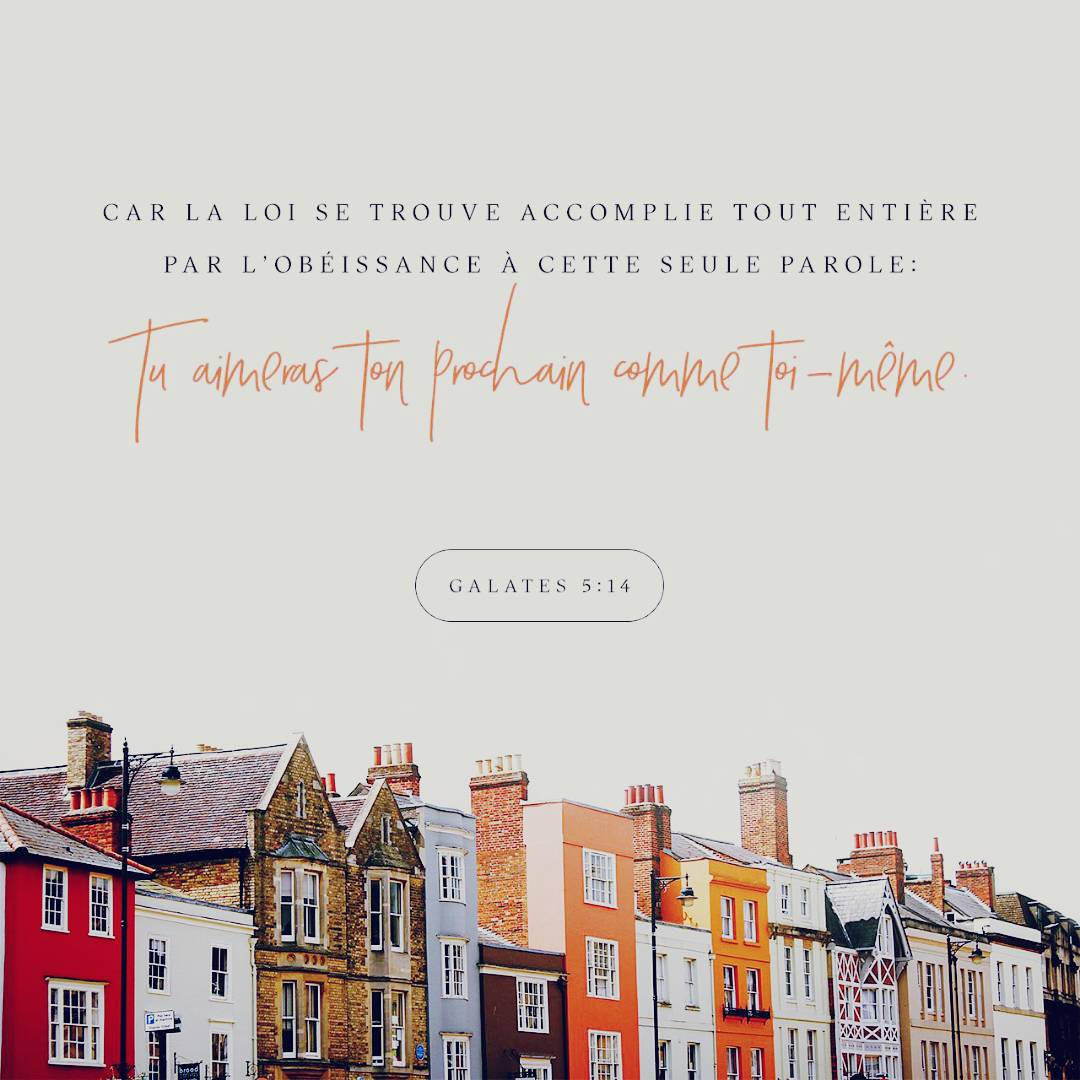 CAR LA LOI SE TROUVE ACCOMPLIE TOUT ENTIÈRE
PAR L'OBÉISSANCE À CETTE SEULE PAROLE:
Tu aimeras ton prochain comme toi-même.
GALATES 5:14
brood